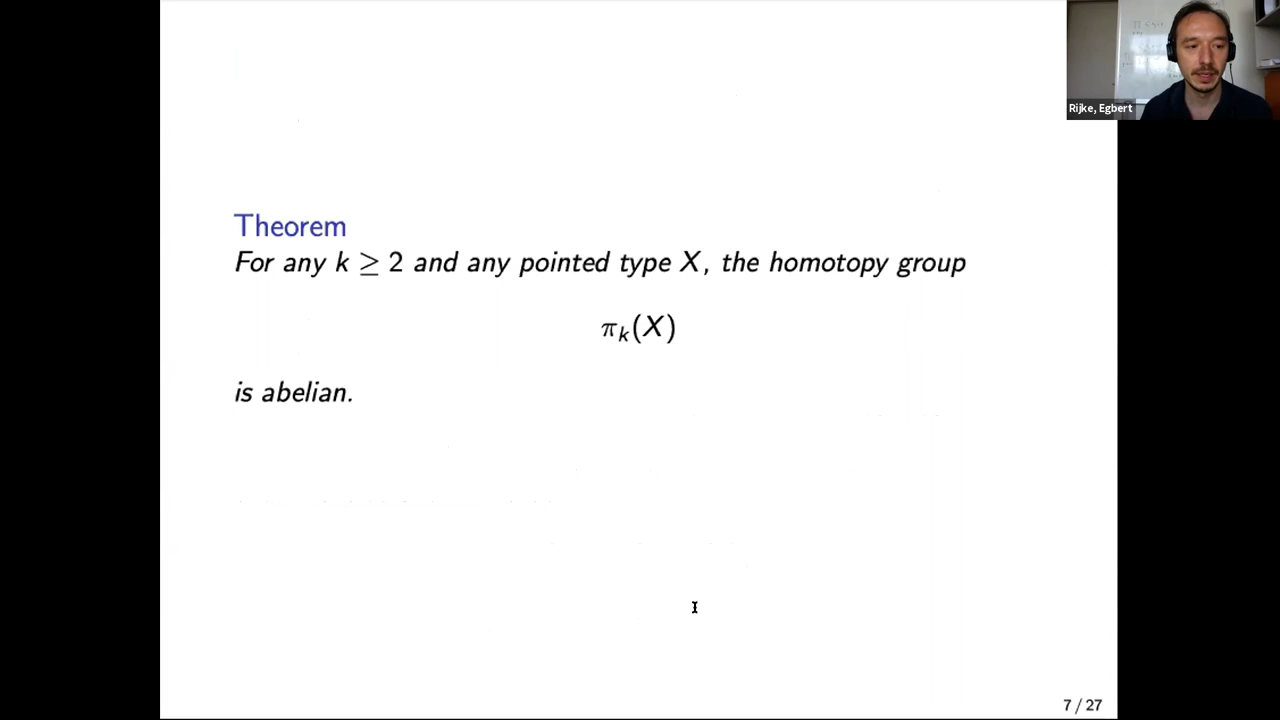 Rijke, Egbert
Theorem
For any k ≥ 2 and any pointed type X, the homotopy group
πₖ(X)
is abelian.
7 / 27